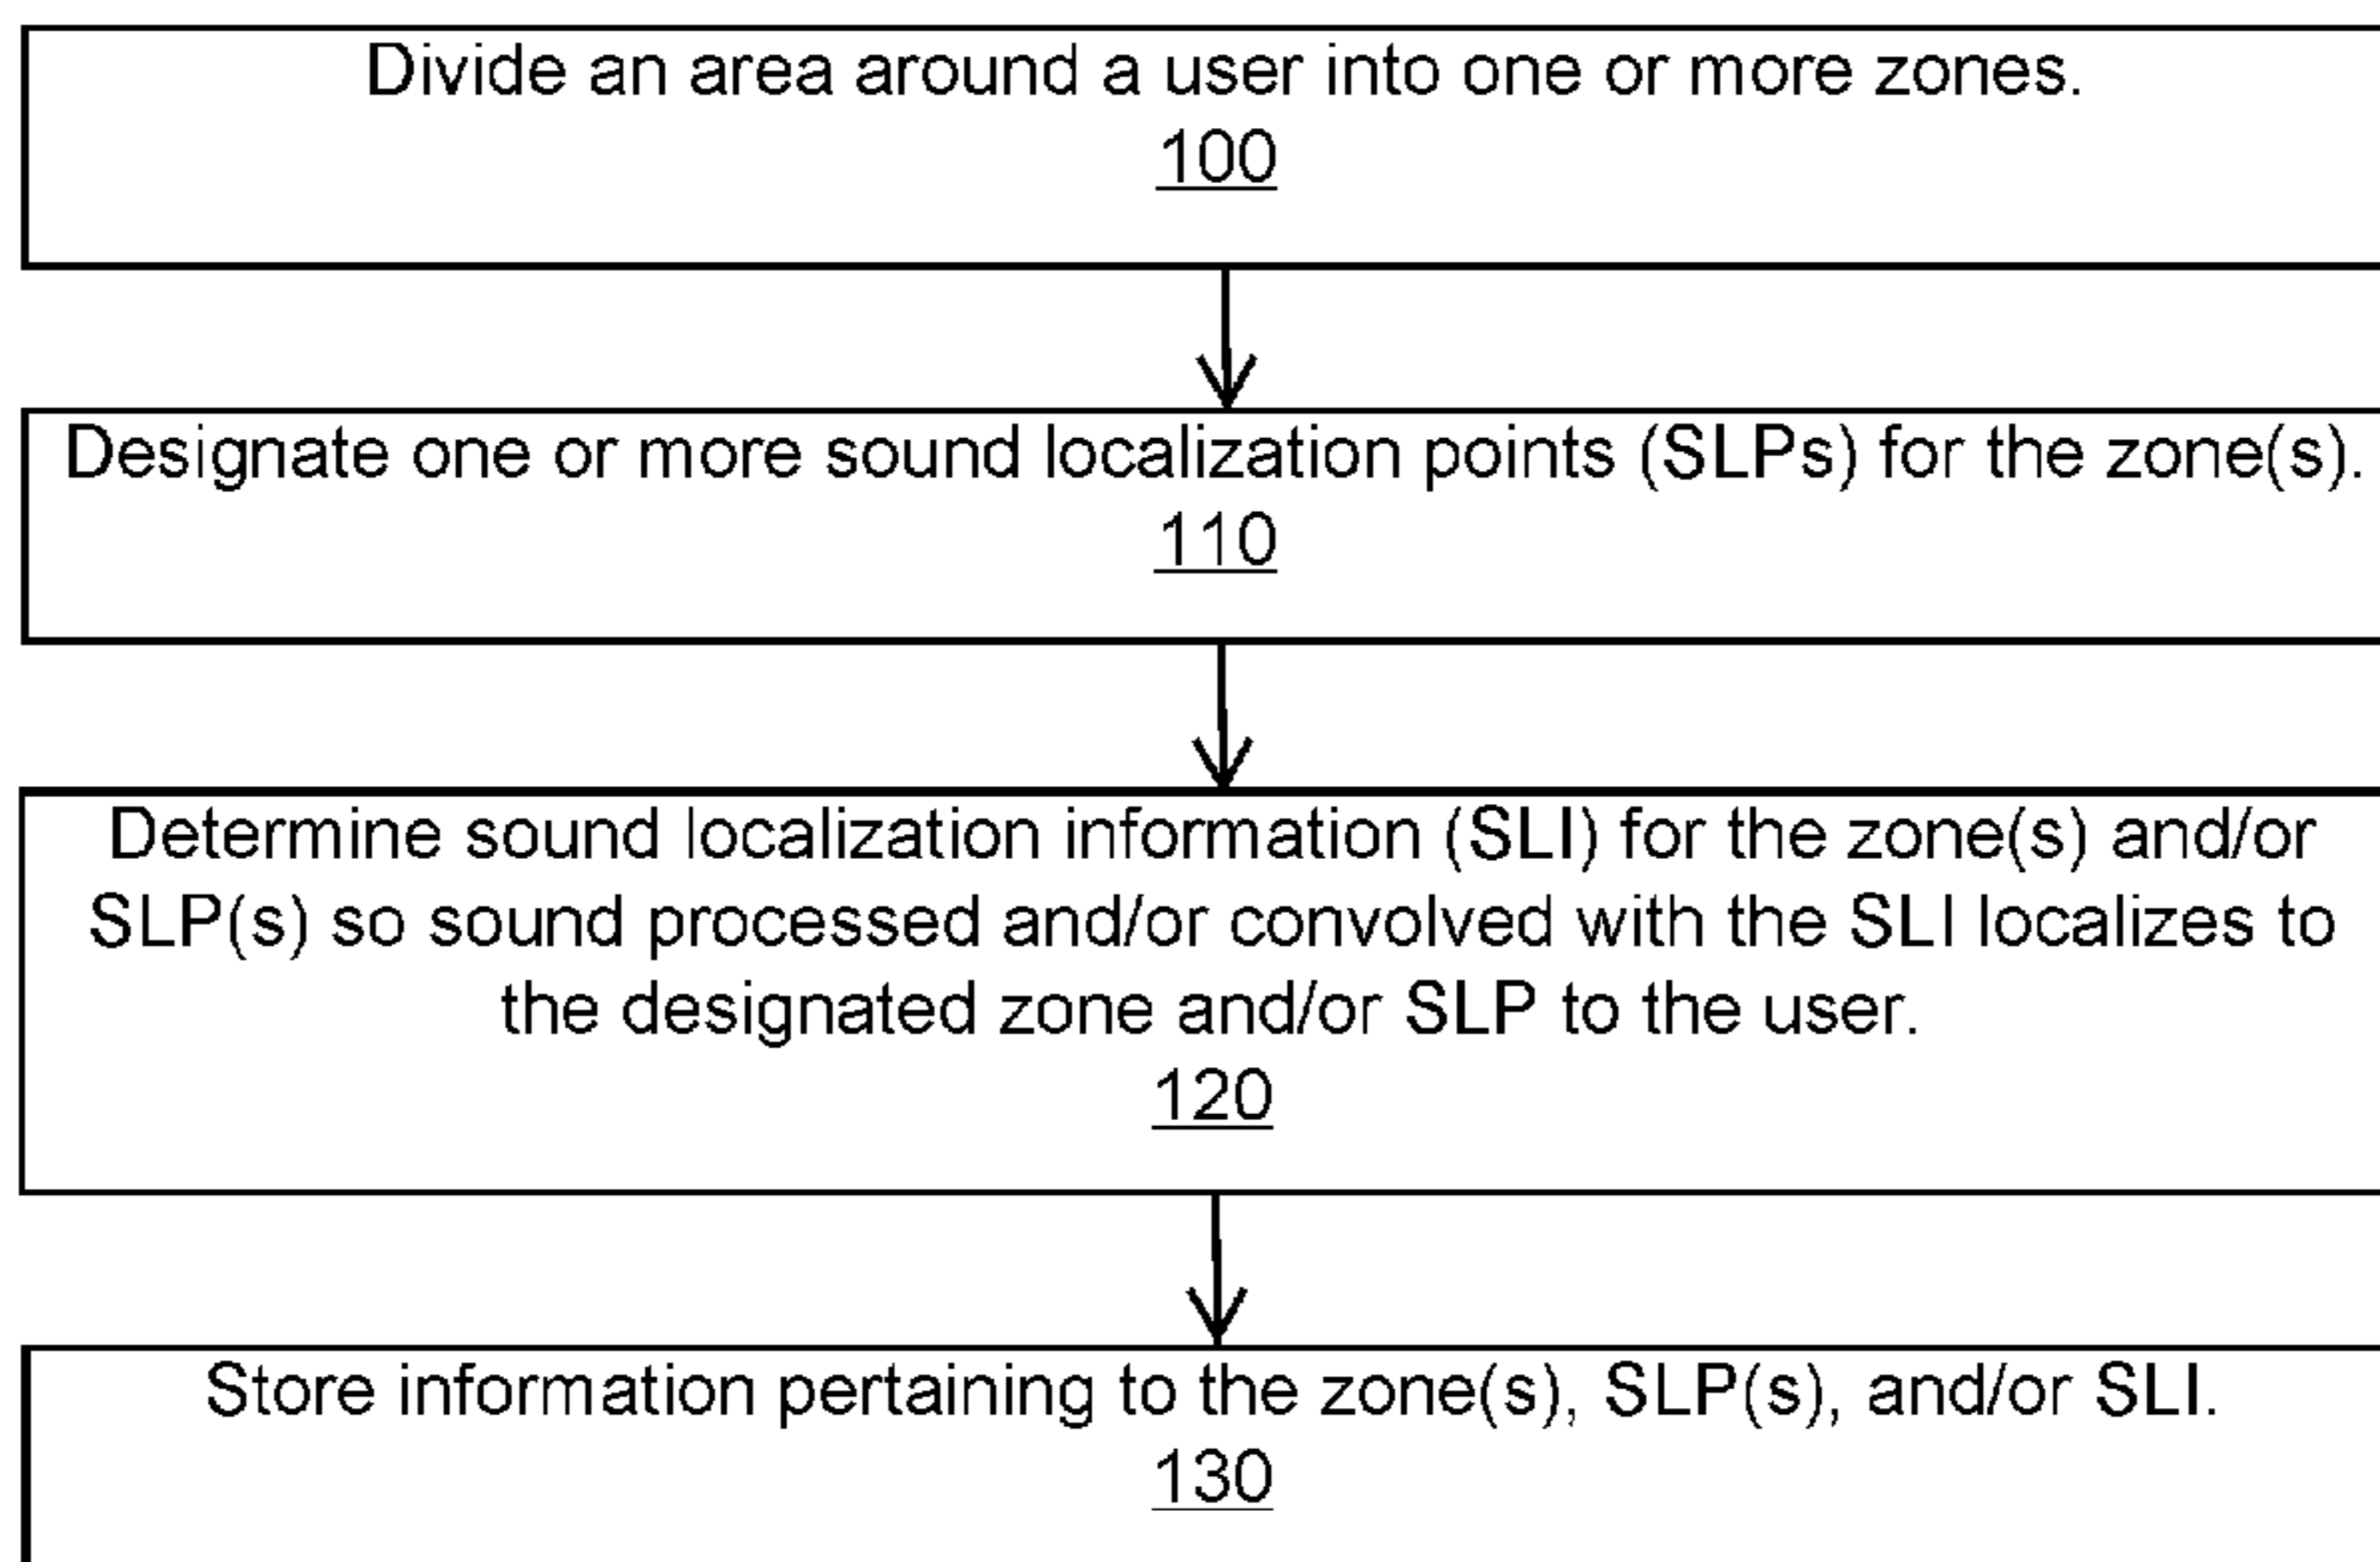 Divide an area around a user into one or more zones.
100
Designate one or more sound localization points (SLPs) for the zone(s).
110
Determine sound localization information (SLI) for the zone(s) and/or
SLP(s) so sound processed and/or convolved with the SLI localizes to
the designated zone and/or SLP to the user.
120
Store information pertaining to the zone(s), SLP(s), and/or SLI.
130